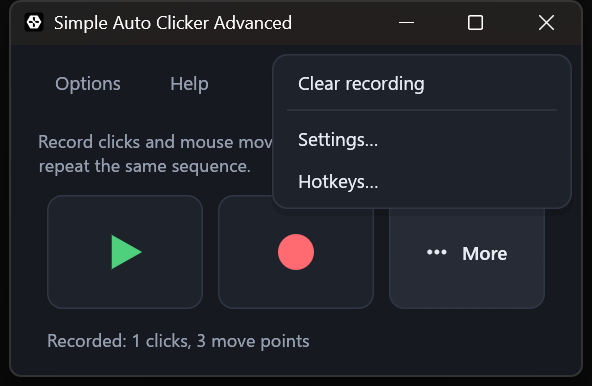 Simple Auto Clicker Advanced
Options Help
Clear recording
Settings...
Hotkeys...
Record clicks and mouse mov
repeat the same sequence.
••• More
Recorded: 1 clicks, 3 move points